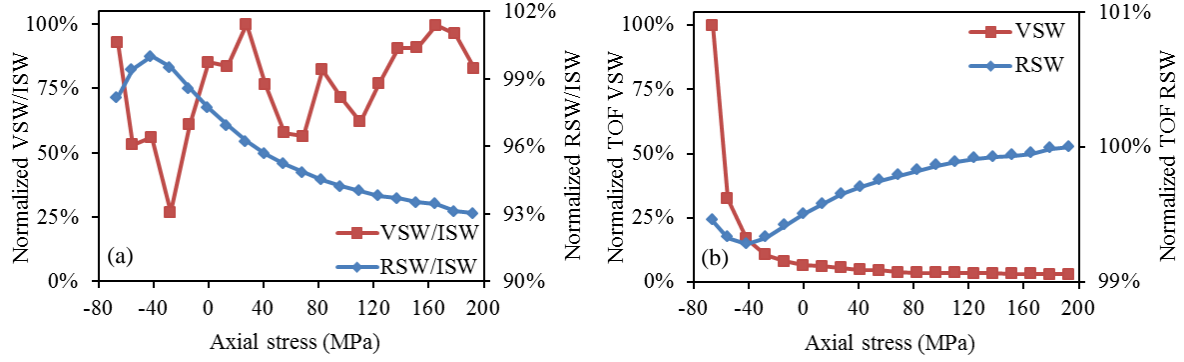 100%
75%
50%
25%
0%
Normalized VSW/ISW
102%
99%
96%
93%
90%
Normalized RSW/ISW
VSW/ISW
RSW/ISW
(a)
-80 -40 0 40 80 120 160 200
Axial stress (MPa)
100%
75%
50%
25%
0%
Normalized TOF VSW
101%
100%
99%
Normalized TOF RSW
VSW
RSW
(b)
-80 -40 0 40 80 120 160 200
Axial stress (MPa)